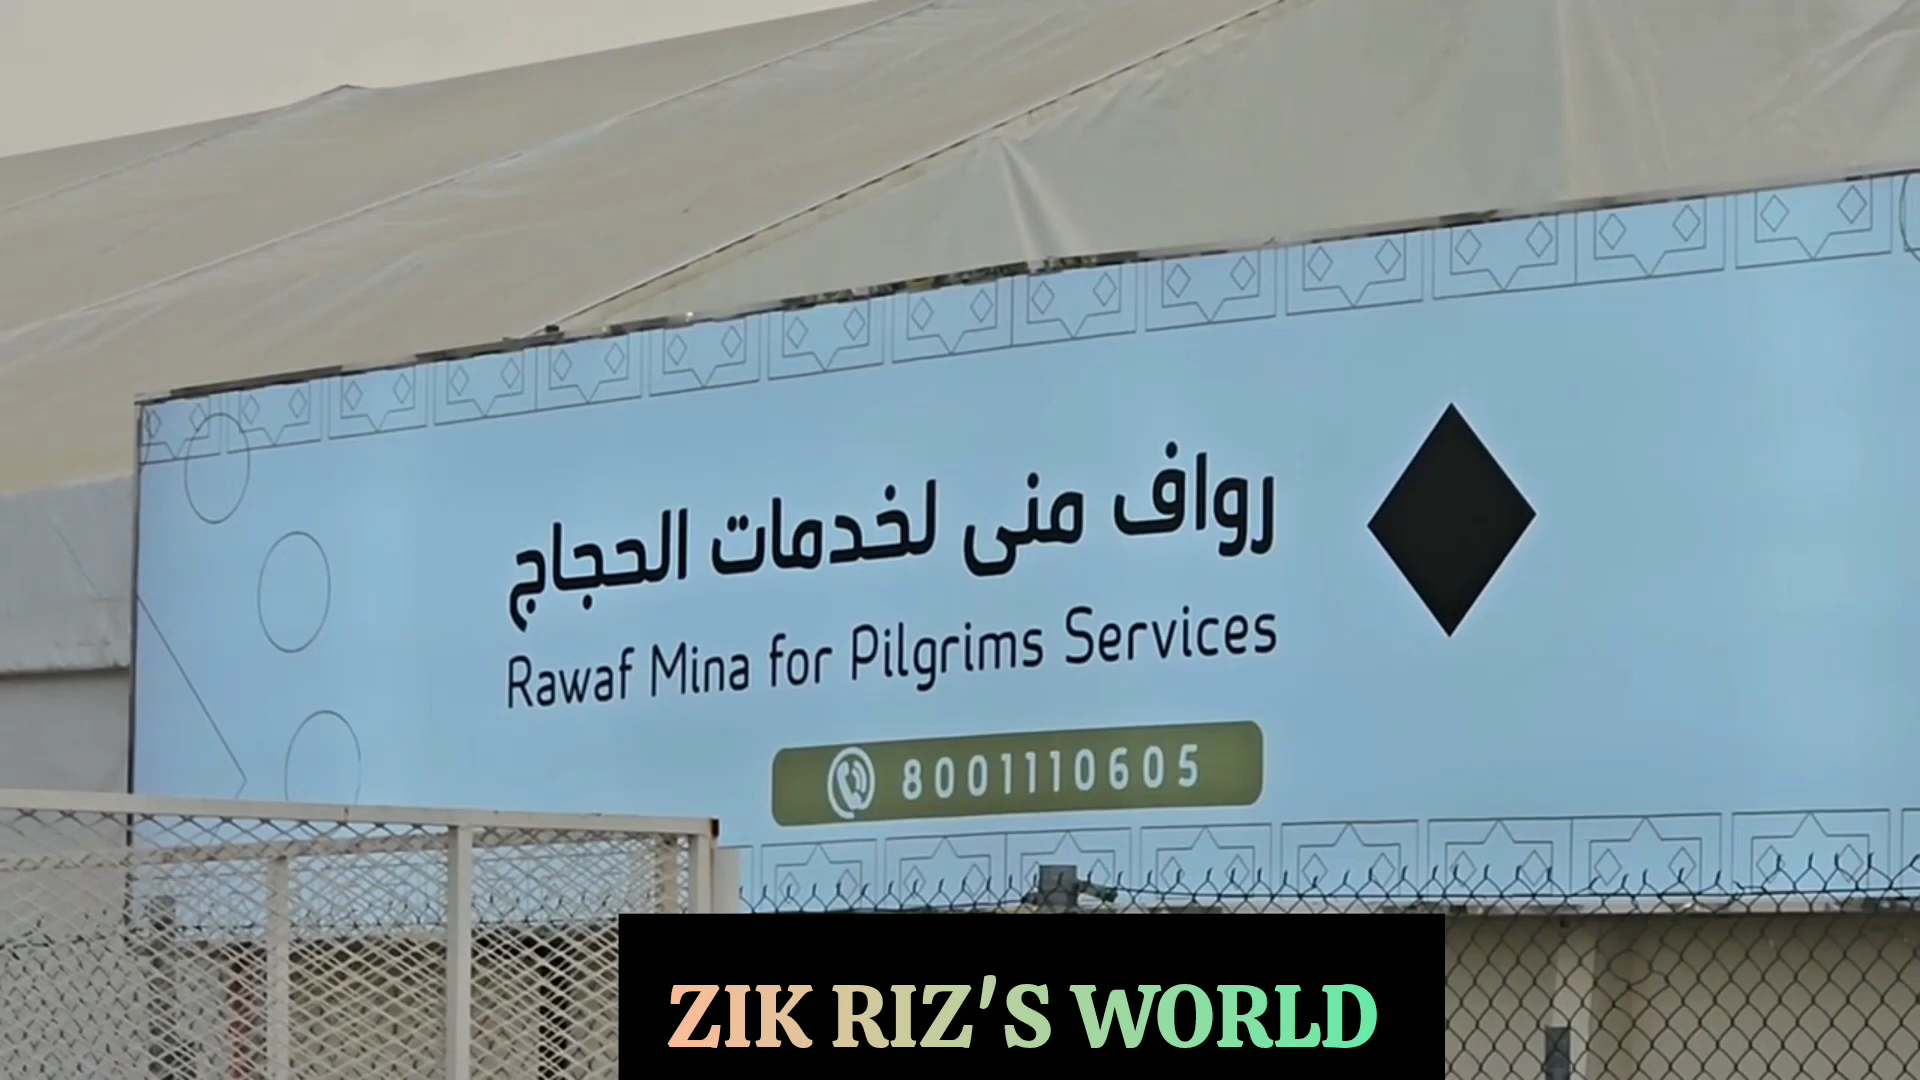 رواف منى لخدمات الحجاج
Rawaf Mina for Pilgrims Services
8001110605
ZIK RIZ'S WORLD